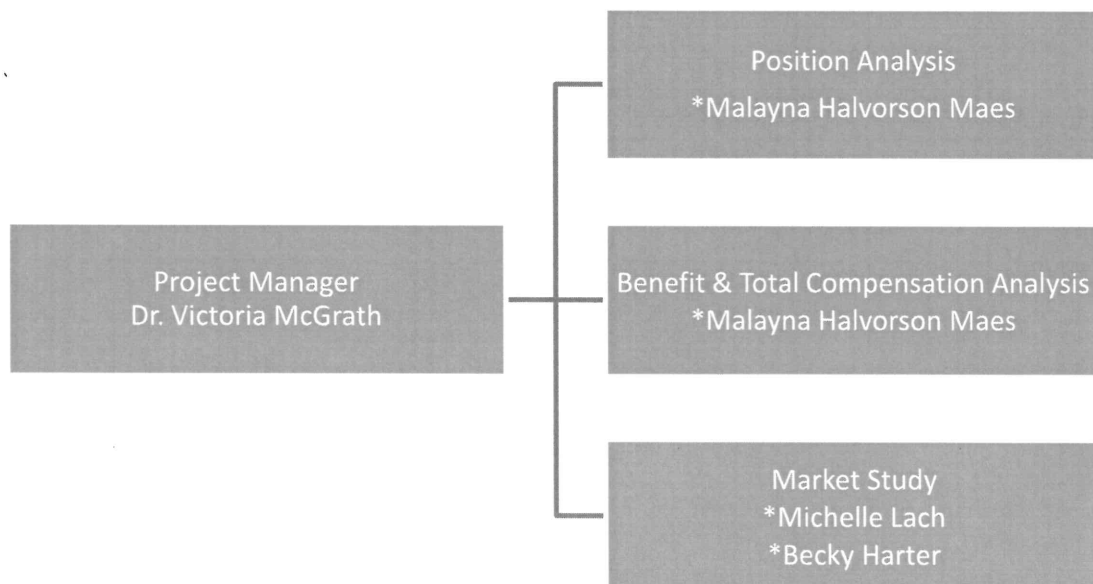 Position Analysis
*Malayna Halvorson Maes
Project Manager
Dr. Victoria McGrath
Benefit & Total Compensation Analysis
*Malayna Halvorson Maes
Market Study
*Michelle Lach
*Becky Harter